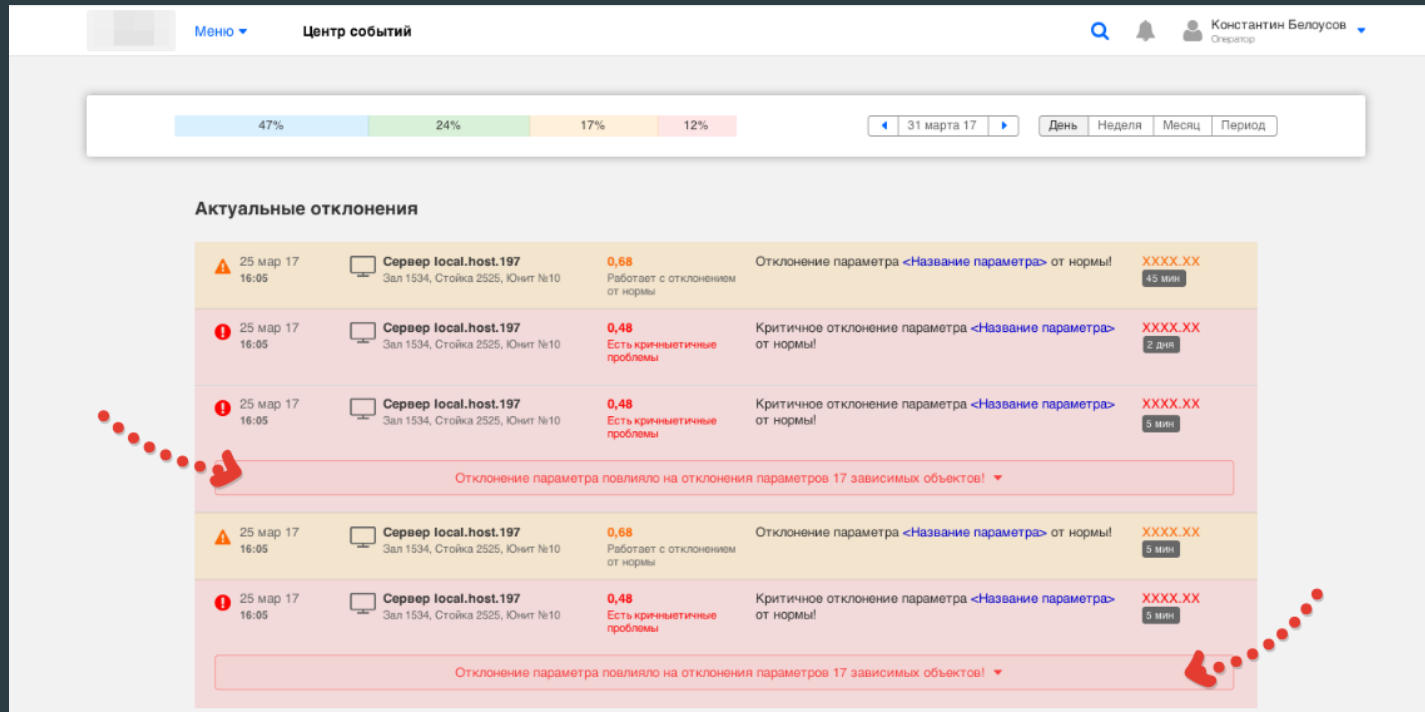 Меню Центр событий Константин Белоусов
Оператор
47% 24% 17% 12% 31 марта 17 День Неделя Месяц Период
Актуальные отклонения
25 мар 17 Сервер local.host.197 0,68 Отклонение параметра <Название параметра> от нормы! XXXX.XX
16:05 Зал 1534, Стойка 2525, Юнит №10 Работает с отклонением 45 мин
от нормы
25 мар 17 Сервер local.host.197 0,48 Критичное отклонение параметра <Название параметра> XXXX.XX
16:05 Зал 1534, Стойка 2525, Юнит №10 Есть кричныетичные от нормы! 2 дня
проблемы
25 мар 17 Сервер local.host.197 0,48 Критичное отклонение параметра <Название параметра> XXXX.XX
16:05 Зал 1534, Стойка 2525, Юнит №10 Есть кричныетичные от нормы! 5 мин
проблемы
Отклонение параметра повлияло на отклонения параметров 17 зависимых объектов!
25 мар 17 Сервер local.host.197 0,68 Отклонение параметра <Название параметра> от нормы! XXXX.XX
16:05 Зал 1534, Стойка 2525, Юнит №10 Работает с отклонением 5 мин
от нормы
25 мар 17 Сервер local.host.197 0,48 Критичное отклонение параметра <Название параметра> XXXX.XX
16:05 Зал 1534, Стойка 2525, Юнит №10 Есть кричныетичные от нормы! 5 мин
проблемы
Отклонение параметра повлияло на отклонения параметров 17 зависимых объектов!